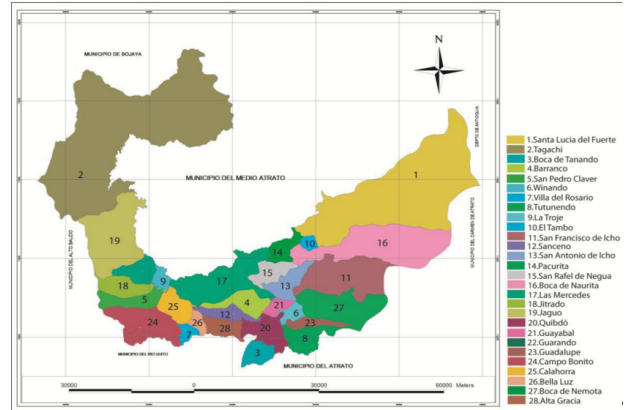 MUNICIPIO DE BOJAYA
N
DEPTO DE ANTIOQUIA
2
1
MUNICIPIO DEL MEDIO ATRATO
MUNICIPIO DEL CARMEN DE ATRATO
MUNICIPIO DEL ALTO BAUDO
19
10
16
14
15
17
9
13
11
18
5
25
4
21
6
27
12
24
26
28
20
23
7
8
3
MUNICIPIO DEL RIO QUITO
MUNICIPIO DEL ATRATO
30000 0 30000 60000 Meters
1.Santa Lucia del Fuerte
2.Tagachi
3.Boca de Tanando
4.Barranco
5.San Pedro Claver
6.Winando
7.Villa del Rosario
8.Tutunendo
9.La Troje
10.El Tambo
11.San Francisco de Icho
12.Sanceno
13.San Antonio de Icho
14.Pacurita
15.San Rafel de Negua
16.Boca de Naurita
17.Las Mercedes
18.Jitrado
19.Jaguo
20.Quibdó
21.Guayabal
22.Guarando
23.Guadalupe
24.Campo Bonito
25.Calahorra
26.Bella Luz
27.Boca de Nemota
28.Alta Gracia